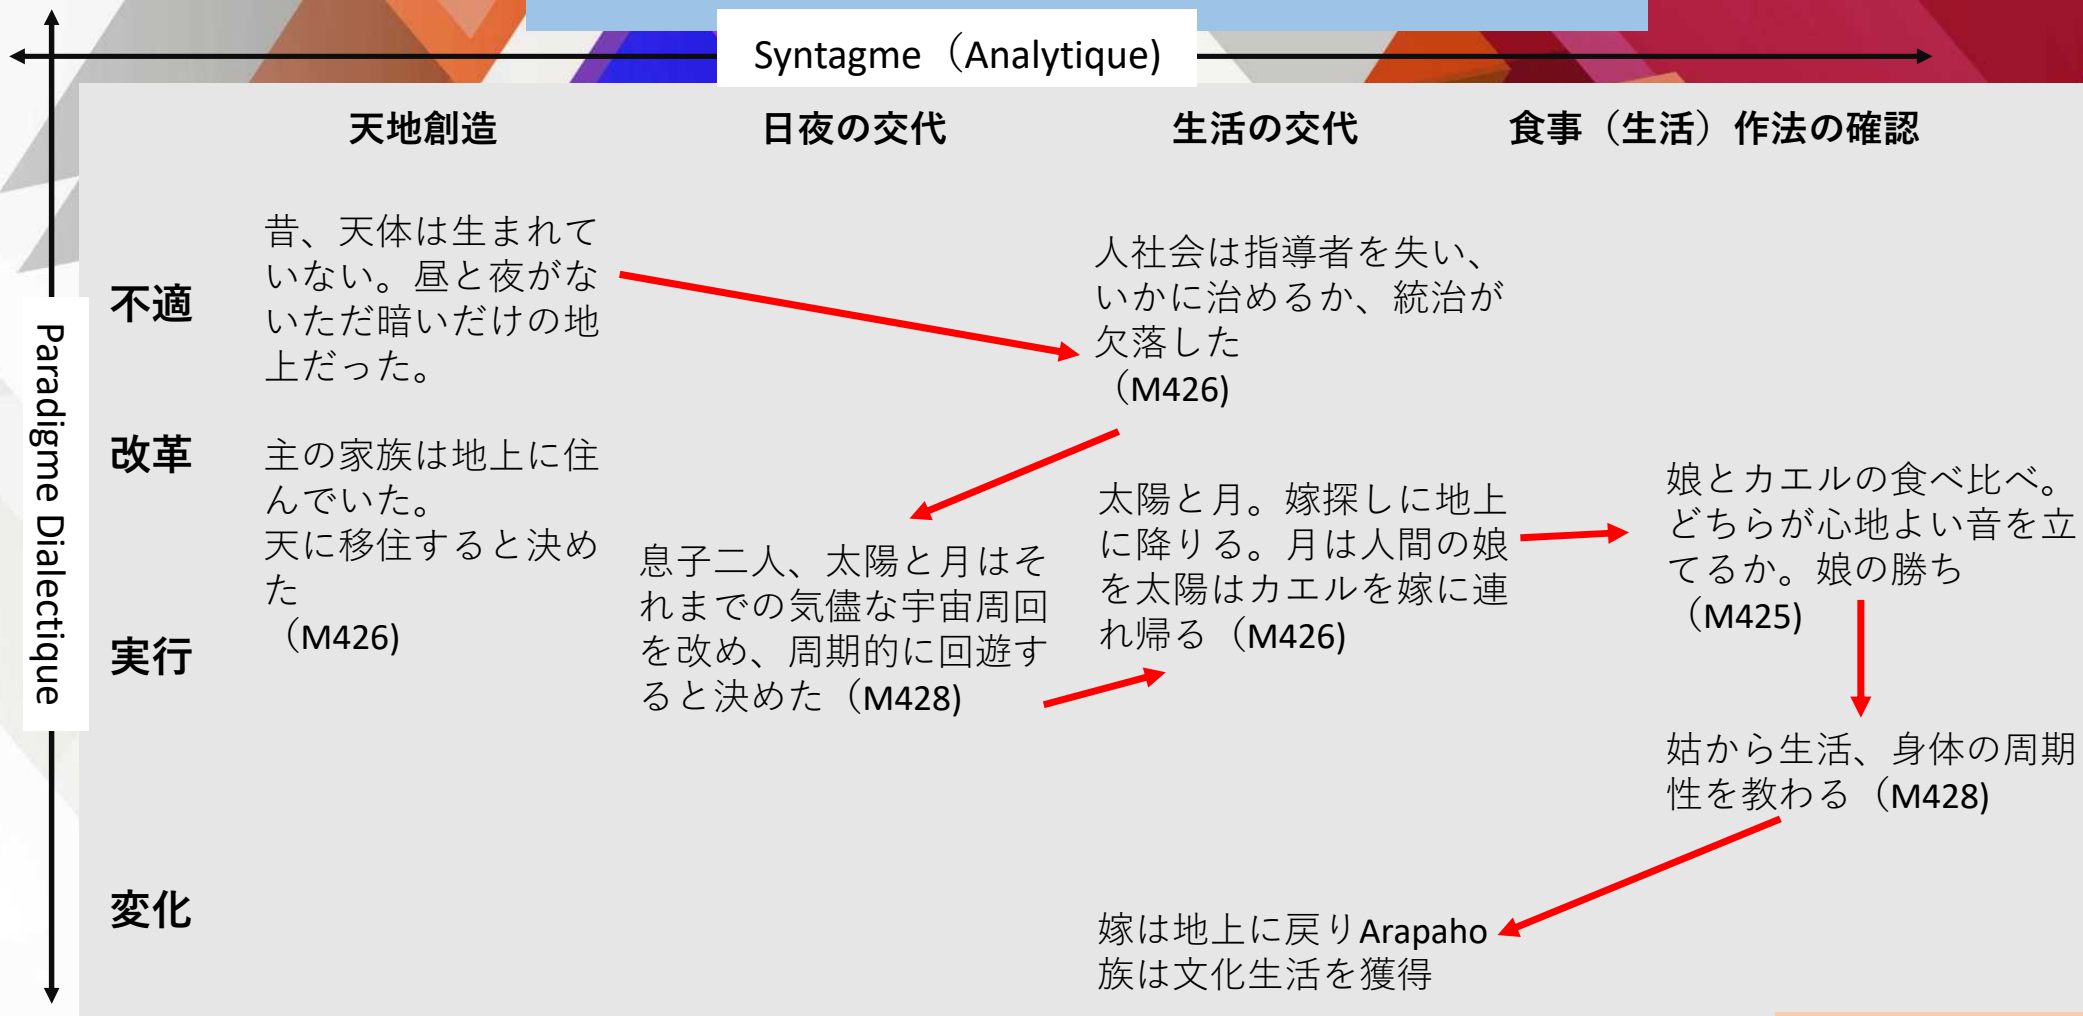 Syntagme（Analytique)
Paradigme Dialectique
天地創造
日夜の交代
生活の交代
食事（生活）作法の確認
不適
昔、天体は生まれて
いない。昼と夜がな
いただ暗いだけの地
上だった。
人社会は指導者を失い、
いかに治めるか、統治が
欠落した
（M426)
改革
主の家族は地上に住
んでいた。
天に移住すると決め
た
（M426)
実行
息子二人、太陽と月はそ
れまでの気儘な宇宙周回
を改め、周期的に回遊す
ると決めた（M428)
太陽と月。嫁探しに地上
に降りる。月は人間の娘
を太陽はカエルを嫁に連
れ帰る（M426)
娘とカエルの食べ比べ。
どちらが心地よい音を立
てるか。娘の勝ち
（M425)
姑から生活、身体の周期
性を教わる（M428)
変化
嫁は地上に戻りArapaho
族は文化生活を獲得